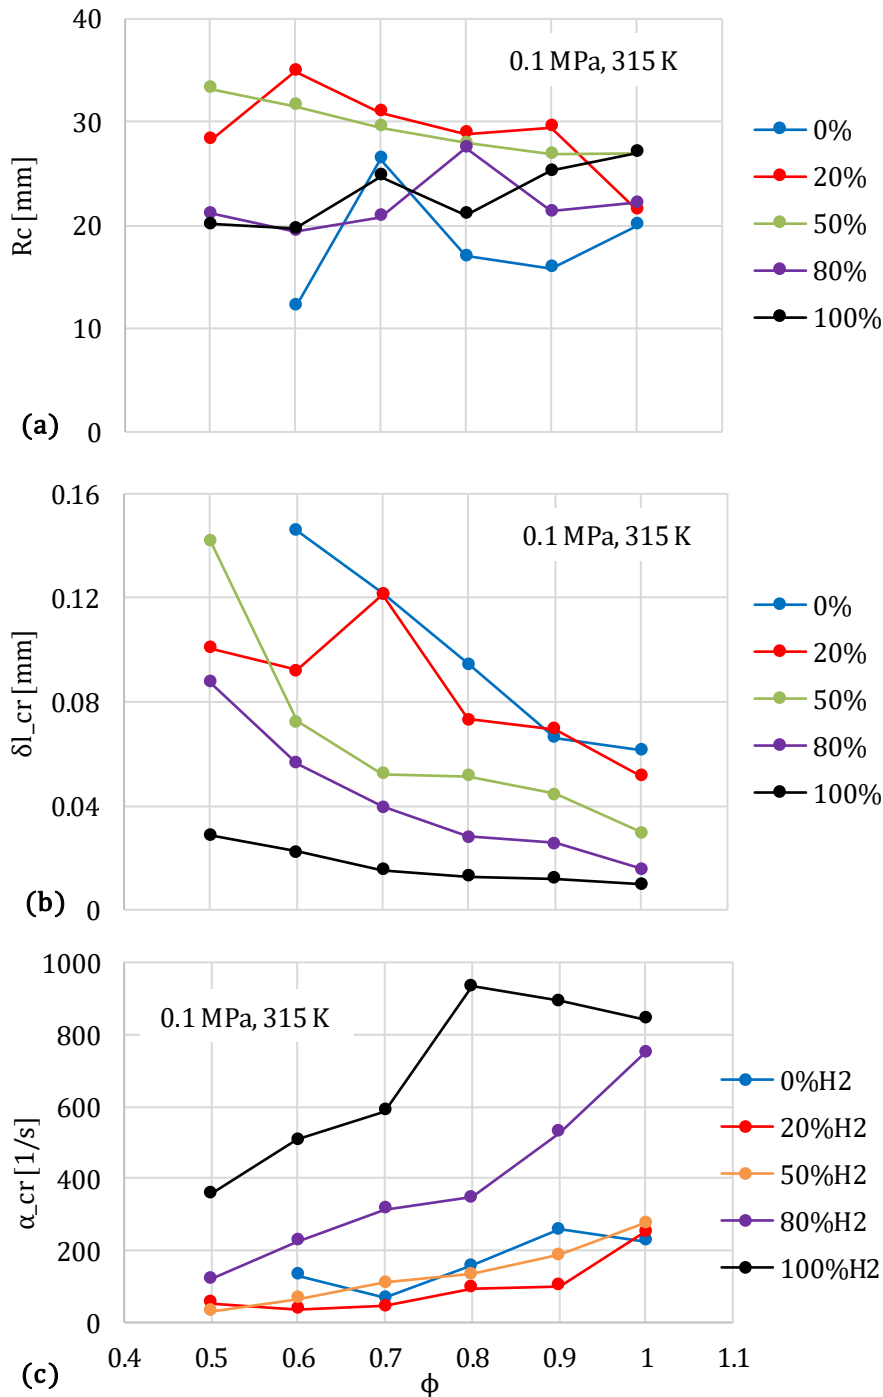 40
30
20
10
0
Rc [mm]
0.1 MPa, 315 K
0%
20%
50%
80%
100%
(a)
0.16
0.12
0.08
0.04
0
δl_cr [mm]
0.1 MPa, 315 K
0%
20%
50%
80%
100%
(b)
1000
800
600
400
200
0
α_cr [1/s]
0.1 MPa, 315 K
0%H2
20%H2
50%H2
80%H2
100%H2
0.4 0.5 0.6 0.7 0.8 0.9 1 1.1
(c)
ϕ